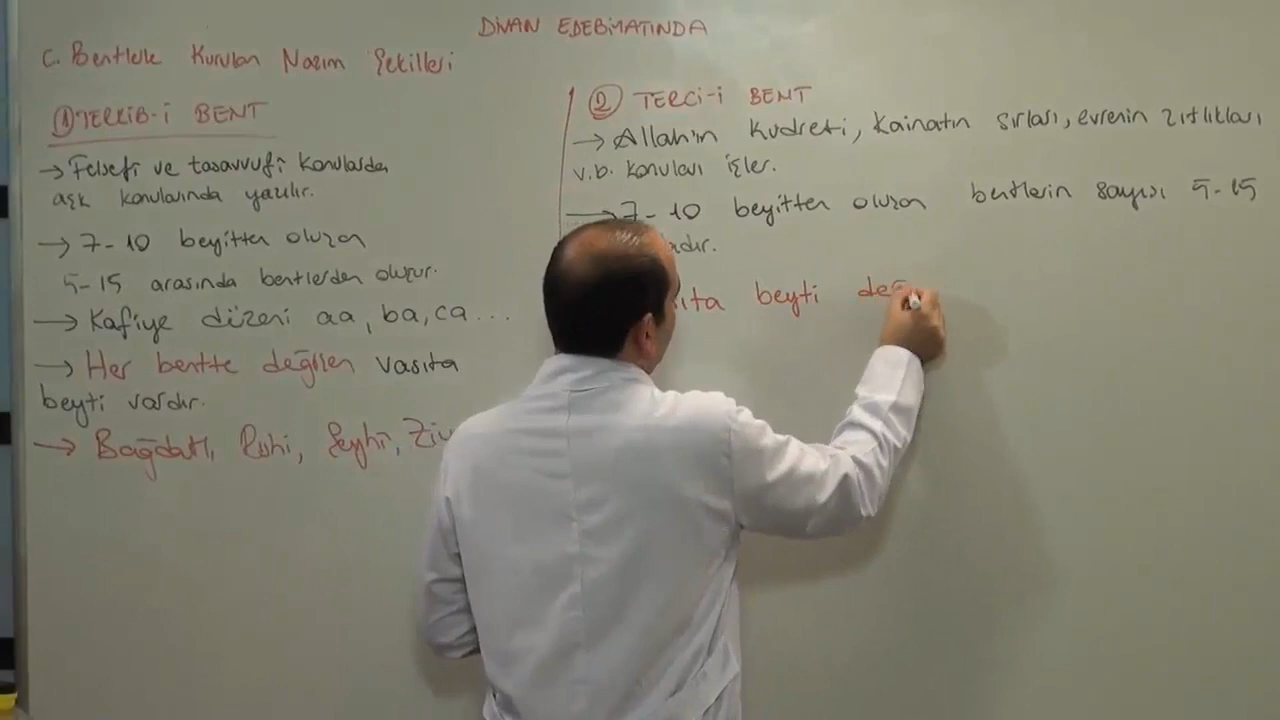 DİVAN EDEBİYATINDA
C. Bentlerle Kurulan Nazım Şekilleri
① TERKİB-İ BENT
→ Felsefi ve tasavvufî konulardan
aşk konularında yazılır.
→ 7-10 beyitten oluşan
5-15 arasında bentlerden oluşur.
→ Kafiye düzeni aa, ba, ca...
→ Her bentte değişen vasıta
beyti vardır.
→ Bağdatlı, Ruhi, Şeyhî,
② TERCİ-İ BENT
→ Allah'ın kudreti, kainatın sırları, evrenin zıtlıkları,
v.b. konuları işler.
→ 7-10 beyitten oluşan bentlerin sayısı 5-15
beyti